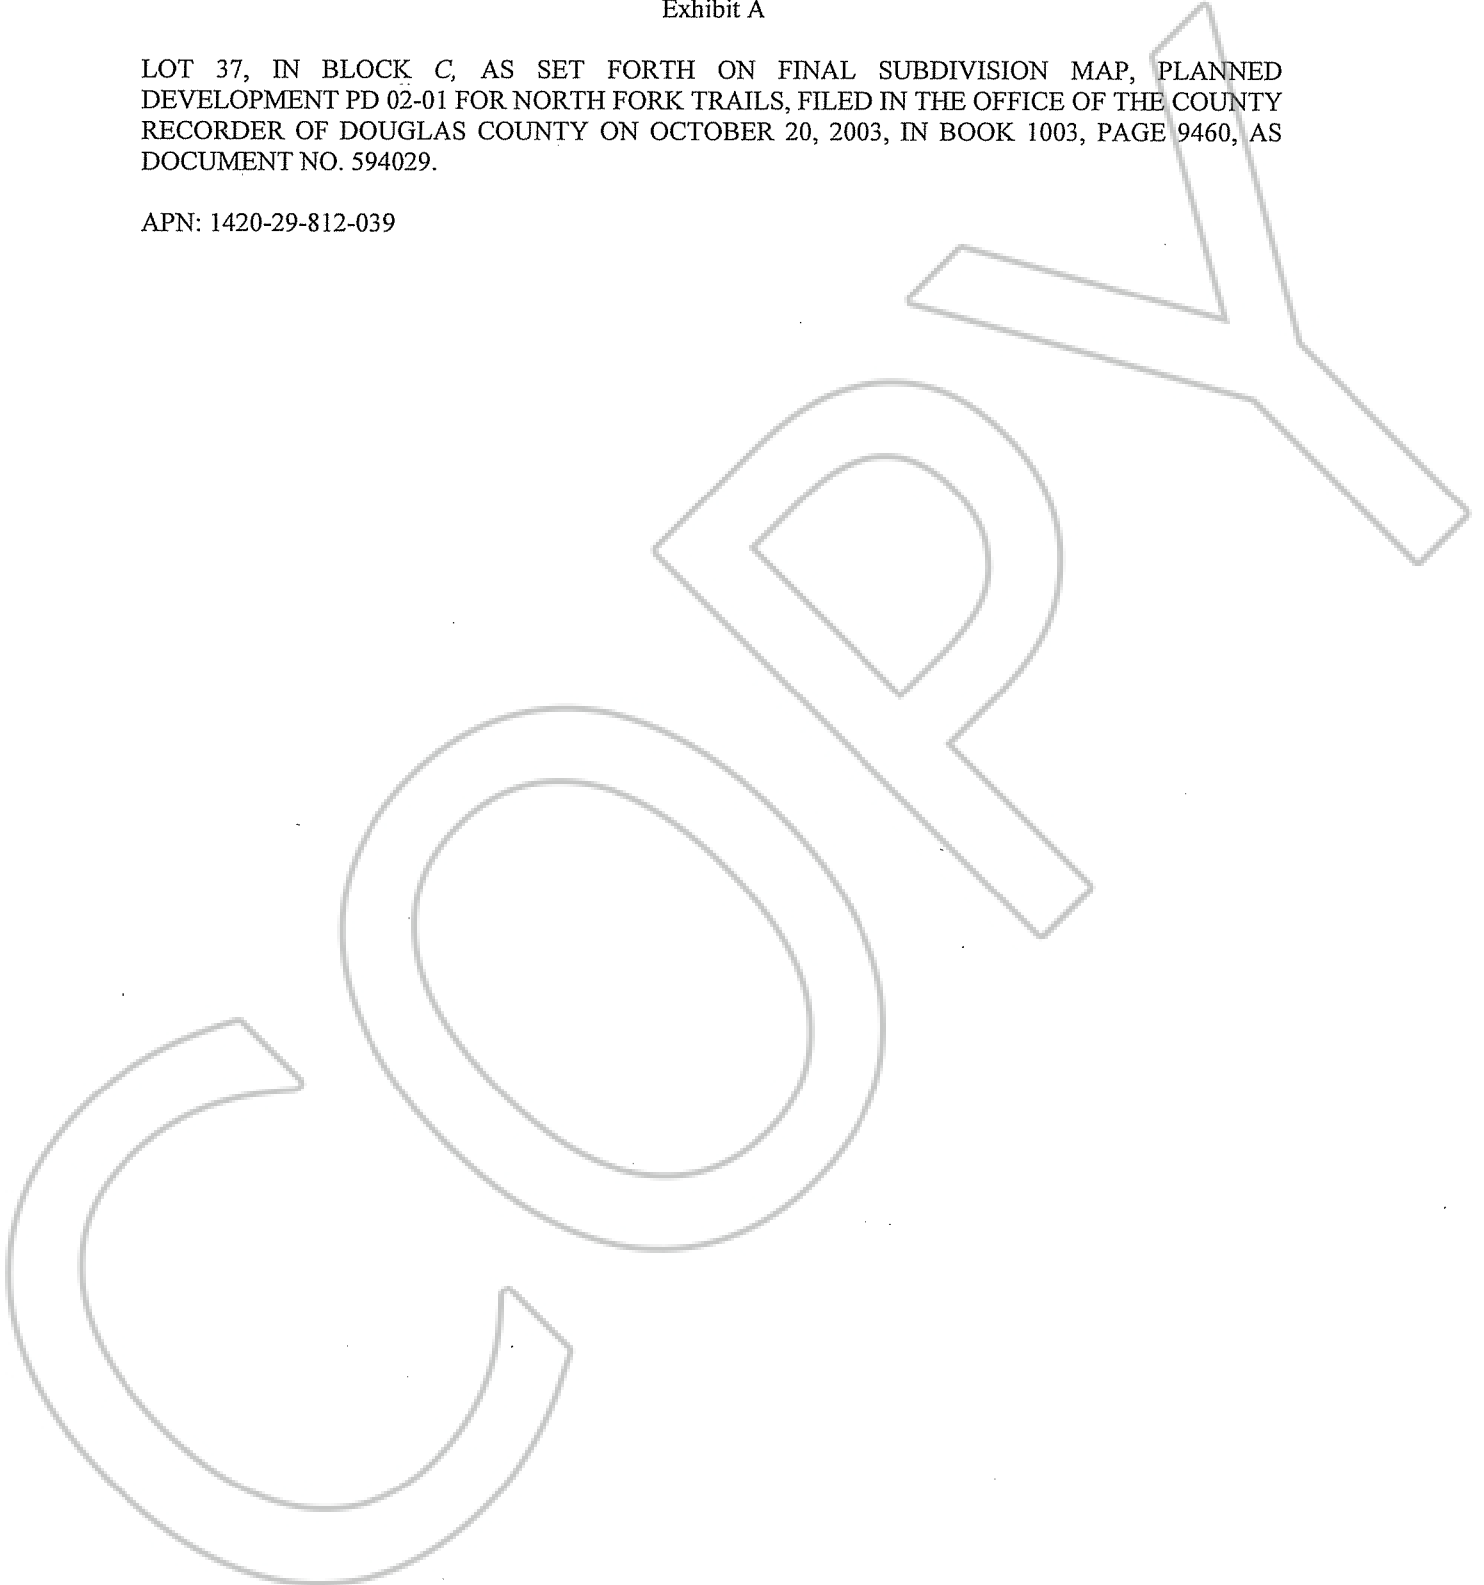 Exhibit A
LOT 37, IN BLOCK C, AS SET FORTH ON FINAL SUBDIVISION MAP, PLANNED
DEVELOPMENT PD 02-01 FOR NORTH FORK TRAILS, FILED IN THE OFFICE OF THE COUNTY
RECORDER OF DOUGLAS COUNTY ON OCTOBER 20, 2003, IN BOOK 1003, PAGE 9460, AS
DOCUMENT NO. 594029.
APN: 1420-29-812-039
COPY